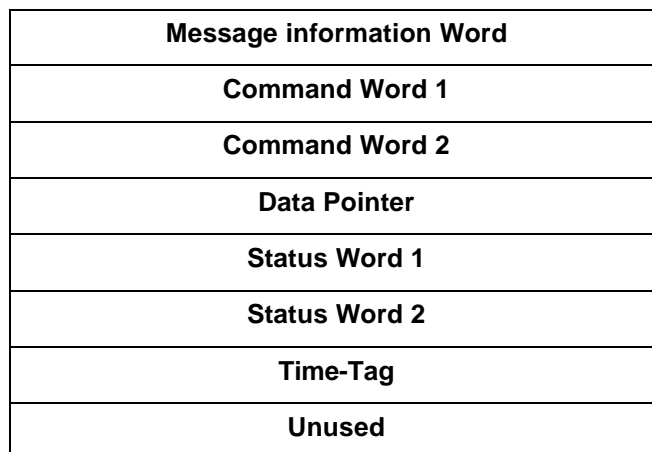 Message information Word
Command Word 1
Command Word 2
Data Pointer
Status Word 1
Status Word 2
Time-Tag
Unused